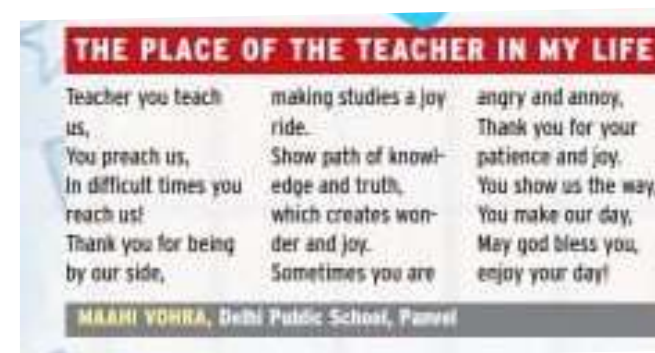 THE PLACE OF THE TEACHER IN MY LIFE
Teacher you teach
us,
You preach us,
In difficult times you
reach us!
Thank you for being
by our side,
making studies a joy
ride.
Show path of knowl-
edge and truth,
which creates won-
der and joy.
Sometimes you are
angry and annoy,
Thank you for your
patience and joy.
You show us the way,
You make our day,
May god bless you,
enjoy your day!
MAAHI VOHRA, Delhi Public School, Panvel